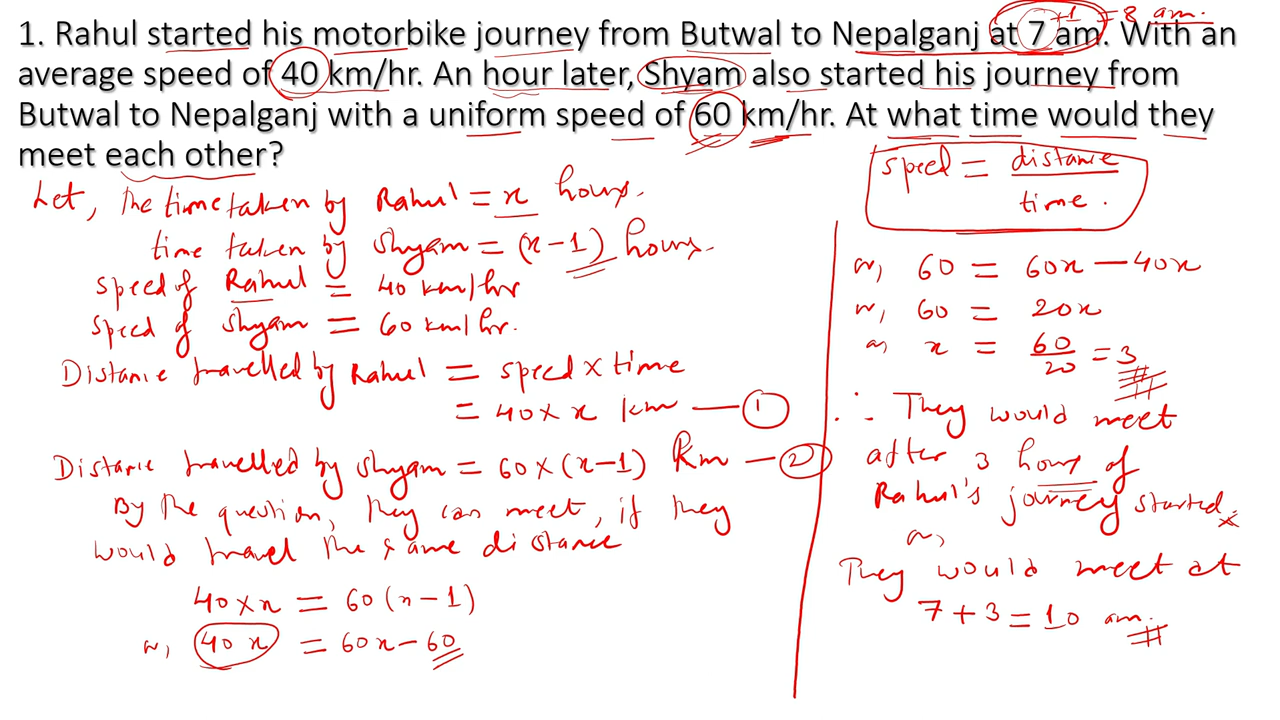 +1 = 8 am.
1. Rahul started his motorbike journey from Butwal to Nepalganj at 7 am. With an
average speed of 40 km/hr. An hour later, Shyam also started his journey from
Butwal to Nepalganj with a uniform speed of 60 km/hr. At what time would they
meet each other?
Let, The time taken by Rahul = x hours.
time taken by Shyam = (x-1) hours.
Speed of Rahul = 40 km/hr
Speed of Shyam = 60 km/hr.
Distance travelled by Rahul = speed × time
= 40 × x km — ①
Distance travelled by Shyam = 60 × (x-1) Km — ②
By the question, they can meet, if they
would travel the same distance
40 × x = 60 (x-1)
or, 40 x = 60x - 60
speed = distance
time.
or, 60 = 60x - 40x
or, 60 = 20x
or, x = 60/20 = 3
∴ They would meet
after 3 hours of
Rahul's journey started.
or,
They would meet at
7 + 3 = 10 am.